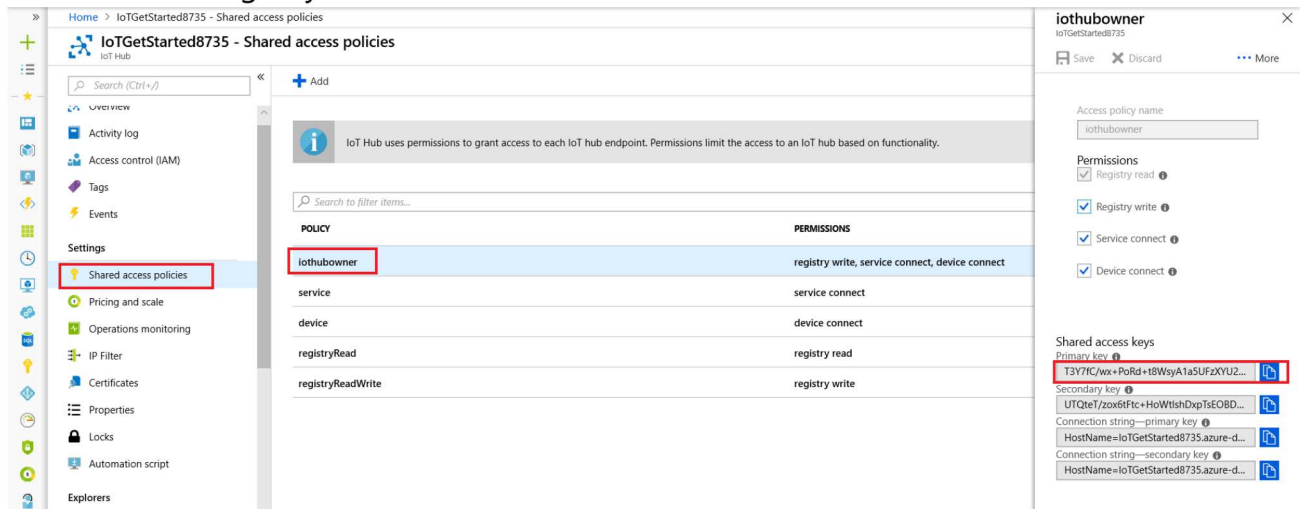 Home > IoTGetStarted8735 - Shared access policies
IoTGetStarted8735 - Shared access policies
IoT Hub
Search (Ctrl+/)
Overview
Activity log
Access control (IAM)
Tags
Events
Settings
Shared access policies
Pricing and scale
Operations monitoring
IP Filter
Certificates
Properties
Locks
Automation script
Explorers
Add
IoT Hub uses permissions to grant access to each IoT hub endpoint. Permissions limit the access to an IoT hub based on functionality.
Search to filter items...
POLICY PERMISSIONS
iothubowner registry write, service connect, device connect
service service connect
device device connect
registryRead registry read
registryReadWrite registry write
iothubowner
IoTGetStarted8735
Save Discard ... More
Access policy name
iothubowner
Permissions
Registry read
Registry write
Service connect
Device connect
Shared access keys
Primary key
T3Y7fC/wx+PoRd+t8WsyA1a5UFzXYU2...
Secondary key
UTQteT/zox6tFtc+HoWtlshDxpTsEOBD...
Connection string—primary key
HostName=IoTGetStarted8735.azure-d...
Connection string—secondary key
HostName=IoTGetStarted8735.azure-d...